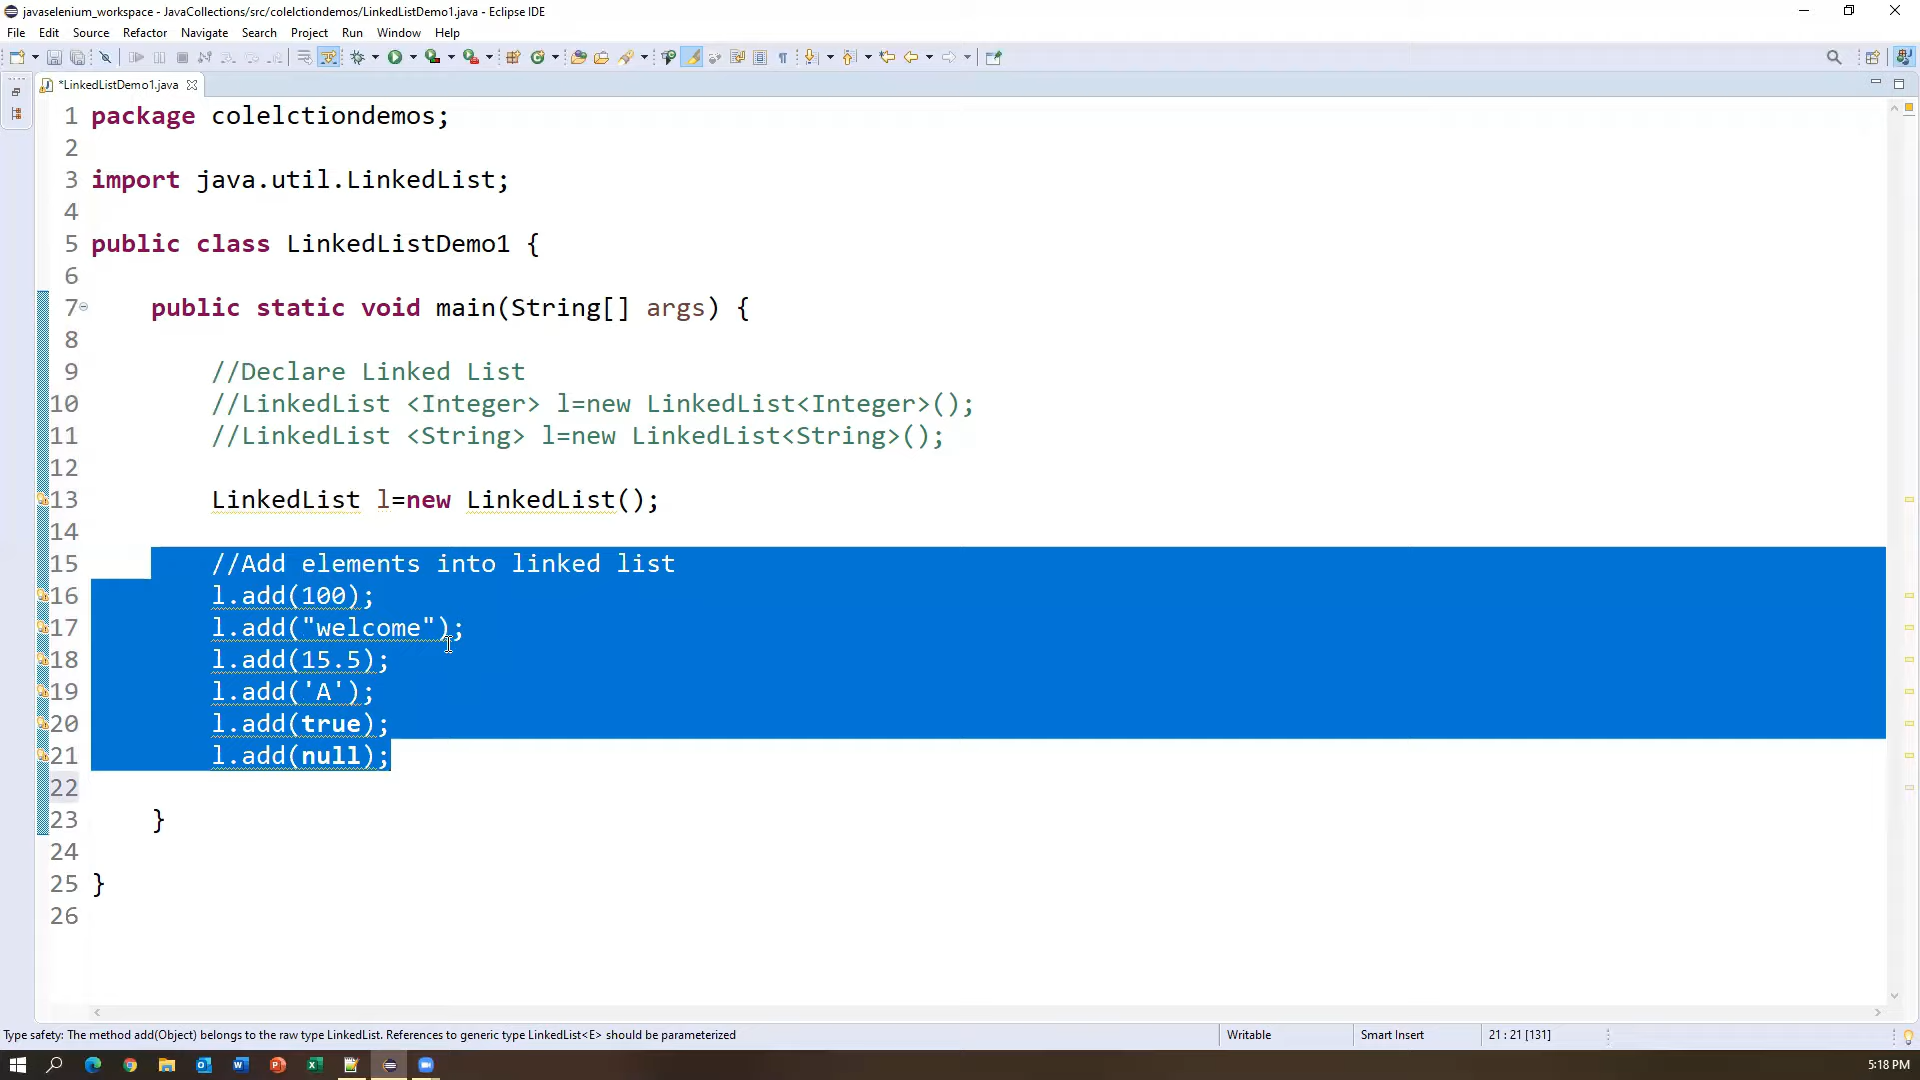 javaselenium_workspace - JavaCollections/src/colelctiondemos/LinkedListDemo1.java - Eclipse IDE
File Edit Source Refactor Navigate Search Project Run Window Help
*LinkedListDemo1.java
1 package colelctiondemos;
2
3 import java.util.LinkedList;
4
5 public class LinkedListDemo1 {
6
7 public static void main(String[] args) {
8
9 //Declare Linked List
10 //LinkedList <Integer> l=new LinkedList<Integer>();
11 //LinkedList <String> l=new LinkedList<String>();
12
13 LinkedList l=new LinkedList();
14
15 //Add elements into linked list
16 l.add(100);
17 l.add("welcome");
18 l.add(15.5);
19 l.add('A');
20 l.add(true);
21 l.add(null);
22
23 }
24
25 }
26
Type safety: The method add(Object) belongs to the raw type LinkedList. References to generic type LinkedList<E> should be parameterized Writable Smart Insert 21 : 21 [131]
5:18 PM